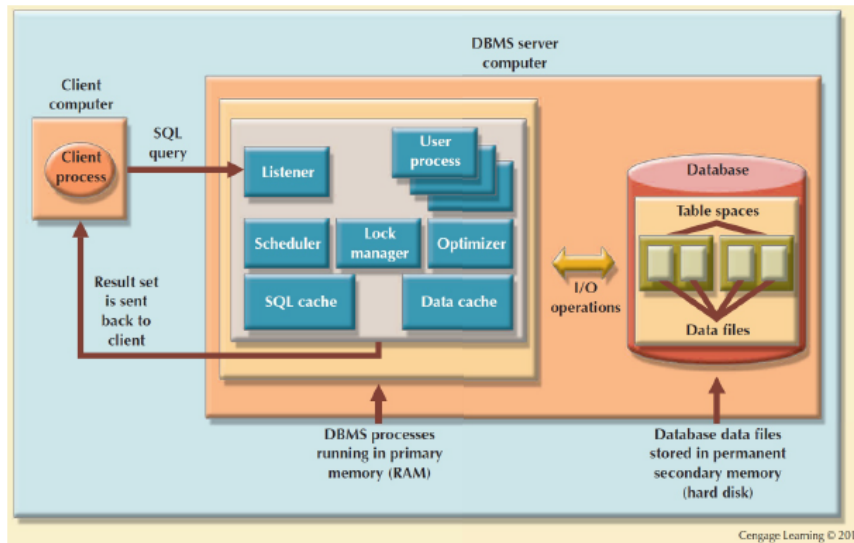 DBMS server
computer
Client
computer
SQL
query
Client
process
Listener
User
process
Scheduler
Lock
manager
Optimizer
SQL cache
Data cache
Result set
is sent
back to
client
I/O
operations
Database
Table spaces
Data files
DBMS processes
running in primary
memory (RAM)
Database data files
stored in permanent
secondary memory
(hard disk)
Cengage Learning © 201